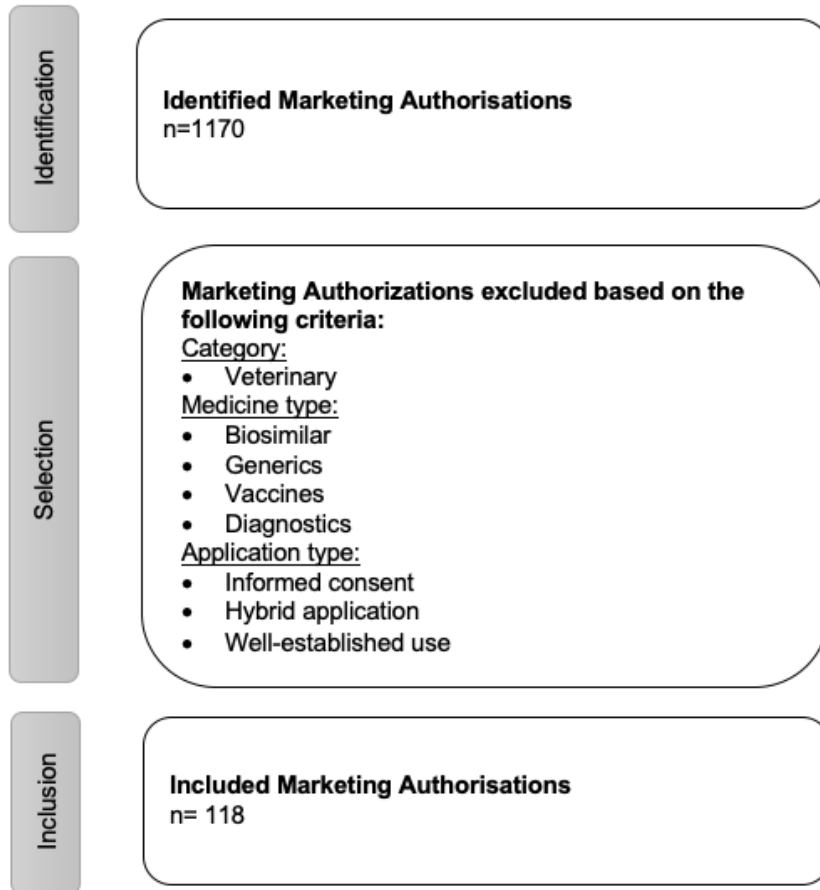 Identification
Identified Marketing Authorisations
n=1170
Selection
Marketing Authorizations excluded based on the
following criteria:
Category:
• Veterinary
Medicine type:
• Biosimilar
• Generics
• Vaccines
• Diagnostics
Application type:
• Informed consent
• Hybrid application
• Well-established use
Inclusion
Included Marketing Authorisations
n= 118